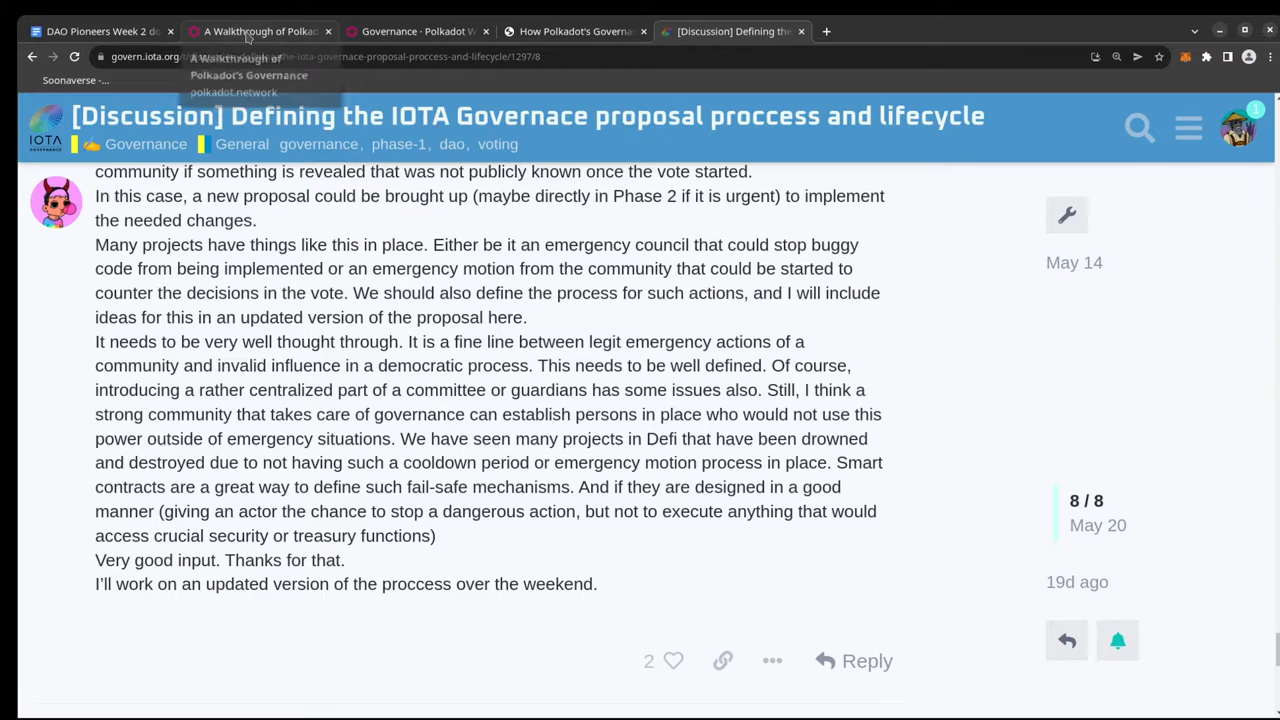 DAO Pioneers Week 2 do
A Walkthrough of Polkad
Governance · Polkadot W
How Polkadot's Governan
[Discussion] Defining the
govern.iota.org
the-iota-governace-proposal-proccess-and-lifecycle/1297/8
A Walkthrough of
Polkadot's Governance
polkadot.network
Soonaverse -...
[Discussion] Defining the IOTA Governace proposal proccess and lifecycle
IOTA
GOVERNANCE
Governance General governance, phase-1, dao, voting
1
community if something is revealed that was not publicly known once the vote started.
In this case, a new proposal could be brought up (maybe directly in Phase 2 if it is urgent) to implement
the needed changes.
Many projects have things like this in place. Either be it an emergency council that could stop buggy
code from being implemented or an emergency motion from the community that could be started to
counter the decisions in the vote. We should also define the process for such actions, and I will include
ideas for this in an updated version of the proposal here.
It needs to be very well thought through. It is a fine line between legit emergency actions of a
community and invalid influence in a democratic process. This needs to be well defined. Of course,
introducing a rather centralized part of a committee or guardians has some issues also. Still, I think a
strong community that takes care of governance can establish persons in place who would not use this
power outside of emergency situations. We have seen many projects in Defi that have been drowned
and destroyed due to not having such a cooldown period or emergency motion process in place. Smart
contracts are a great way to define such fail-safe mechanisms. And if they are designed in a good
manner (giving an actor the chance to stop a dangerous action, but not to execute anything that would
access crucial security or treasury functions)
Very good input. Thanks for that.
I'll work on an updated version of the proccess over the weekend.
2
Reply
May 14
8 / 8
May 20
19d ago